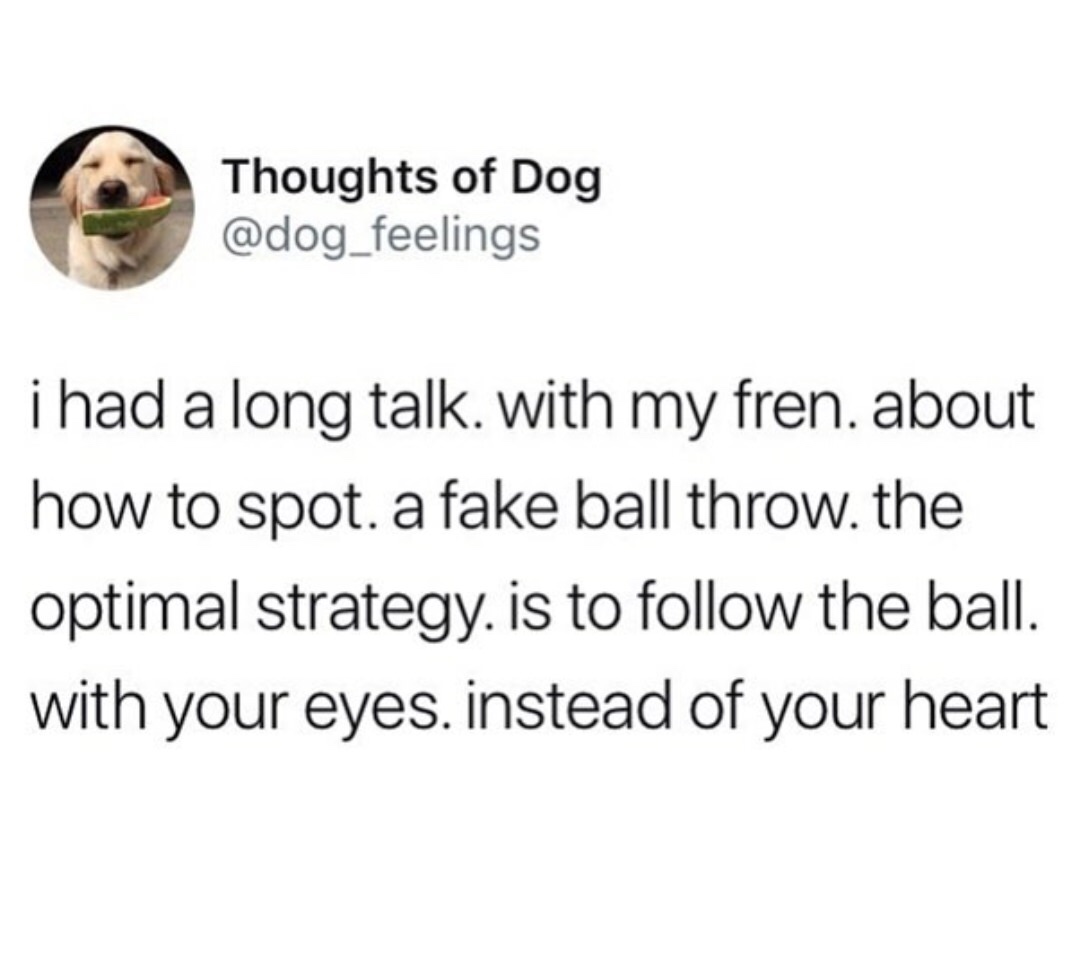 Thoughts of Dog
@dog_feelings
i had a long talk. with my fren. about
how to spot. a fake ball throw. the
optimal strategy. is to follow the ball.
with your eyes. instead of your heart